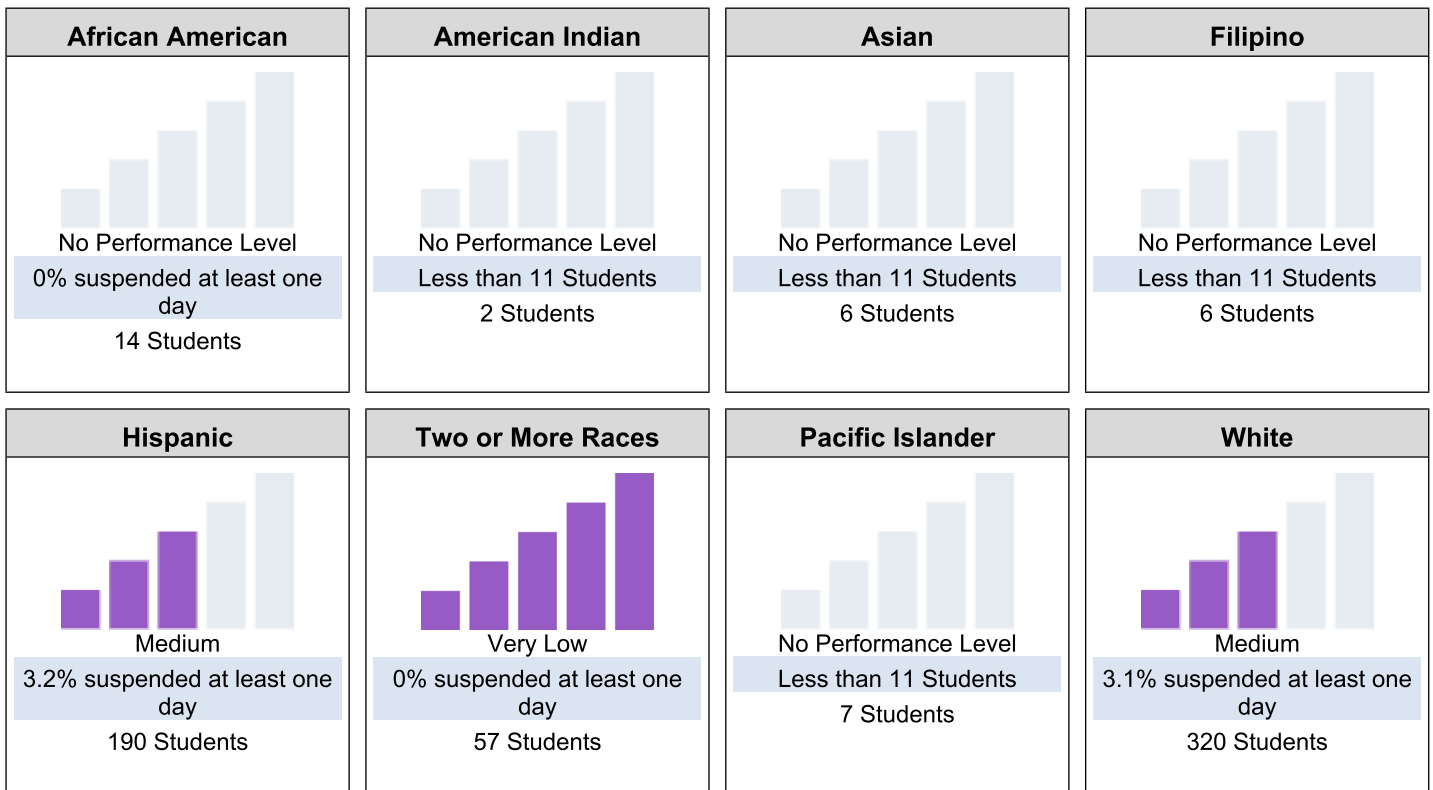 African American
American Indian
Asian
Filipino
No Performance Level
0% suspended at least one
day
14 Students
No Performance Level
Less than 11 Students
2 Students
No Performance Level
Less than 11 Students
6 Students
No Performance Level
Less than 11 Students
6 Students
Hispanic
Two or More Races
Pacific Islander
White
Medium
3.2% suspended at least one
day
190 Students
Very Low
0% suspended at least one
day
57 Students
No Performance Level
Less than 11 Students
7 Students
Medium
3.1% suspended at least one
day
320 Students